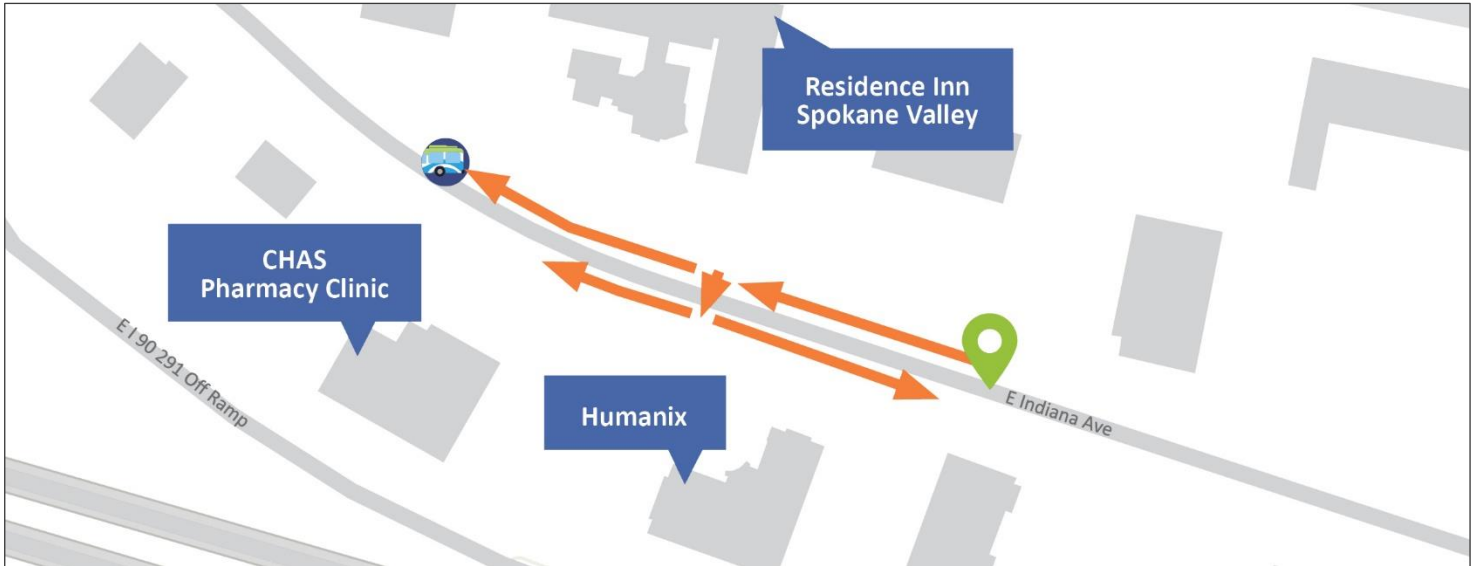 Residence Inn
Spokane Valley
CHAS
Pharmacy Clinic
E I 90 291 Off Ramp
Humanix
E Indiana Ave